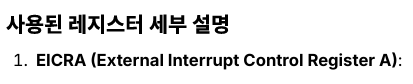 사용된 레지스터 세부 설명
1. EICRA (External Interrupt Control Register A):